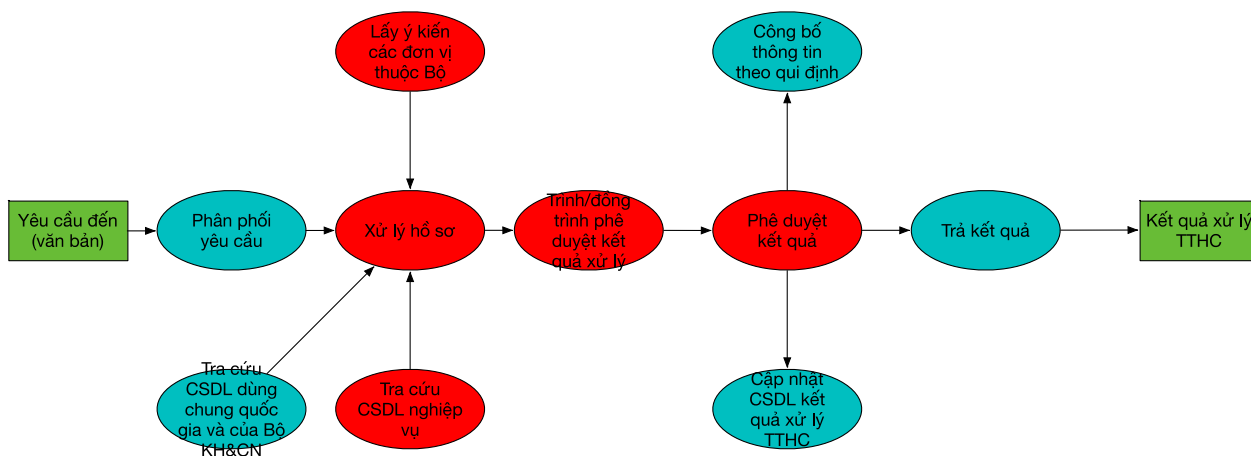 Lấy ý kiến
các đơn vị
thuộc Bộ
Công bố
thông tin
theo qui định
Yêu cầu đến
(văn bản)
Phân phối
yêu cầu
Xử lý hồ sơ
Trình/đồng
trình phê
duyệt kết
quả xử lý
Phê duyệt
kết quả
Trả kết quả
Kết quả xử lý
TTHC
Tra cứu
CSDL dùng
chung quốc
gia và của Bộ
KH&CN
Tra cứu
CSDL nghiệp
vụ
Cập nhật
CSDL kết
quả xử lý
TTHC